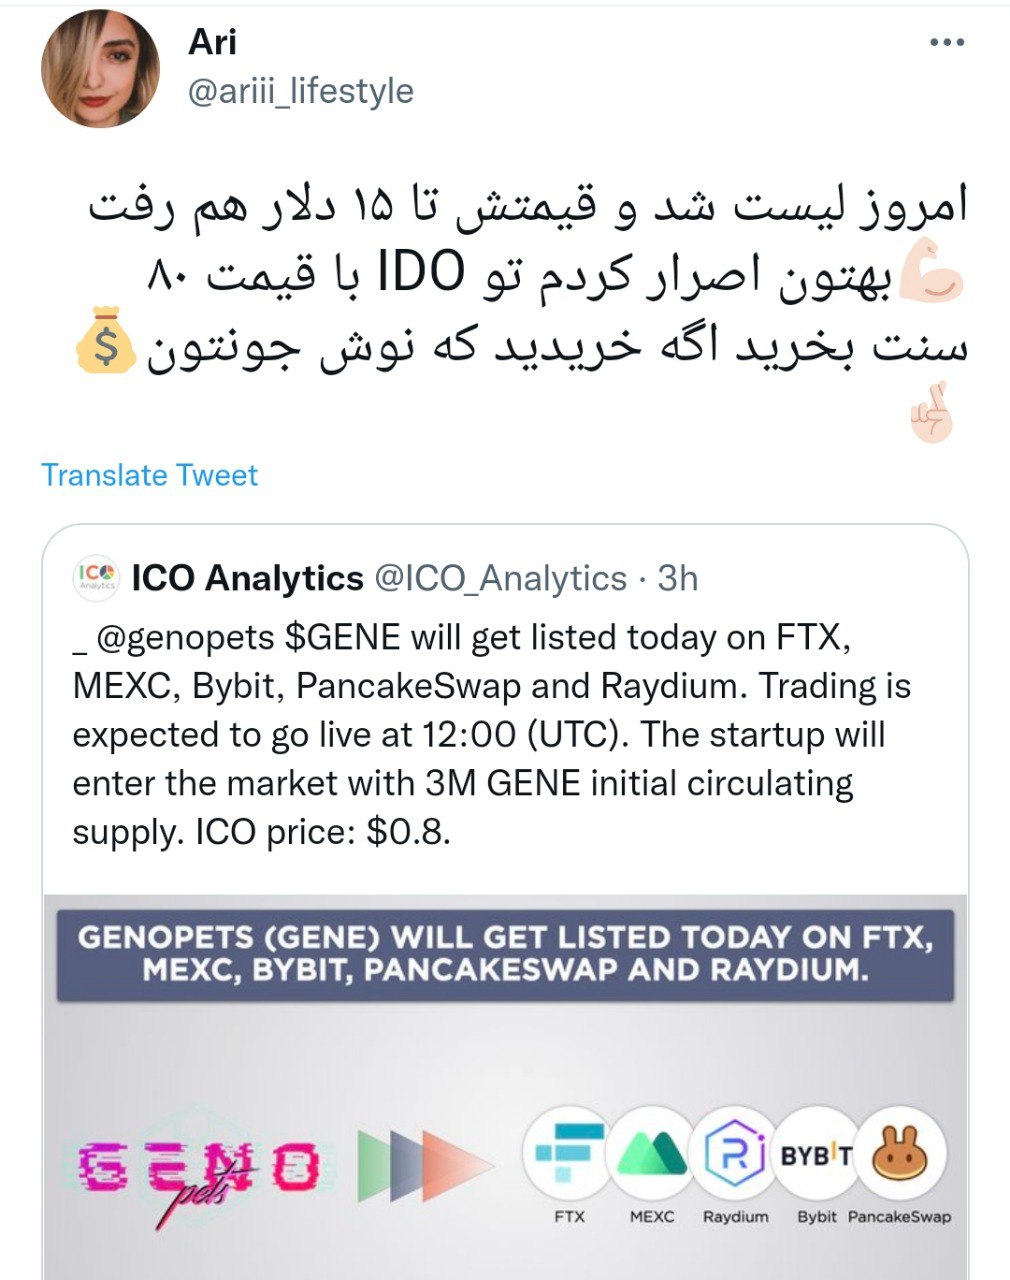 Ari
@ariii_lifestyle
امروز لیست شد و قیمتش تا ۱۵ دلار هم رفت
💪🏻بهتون اصرار کردم تو IDO با قیمت ۸۰
سنت بخرید اگه خریدید که نوش جونتون💰
🤞🏻
Translate Tweet
ICO Analytics
ICO Analytics @ICO_Analytics · 3h
_ @genopets $GENE will get listed today on FTX,
MEXC, Bybit, PancakeSwap and Raydium. Trading is
expected to go live at 12:00 (UTC). The startup will
enter the market with 3M GENE initial circulating
supply. ICO price: $0.8.
GENOPETS (GENE) WILL GET LISTED TODAY ON FTX,
MEXC, BYBIT, PANCAKESWAP AND RAYDIUM.
GENO
pets
BYBIT
FTX MEXC Raydium Bybit PancakeSwap